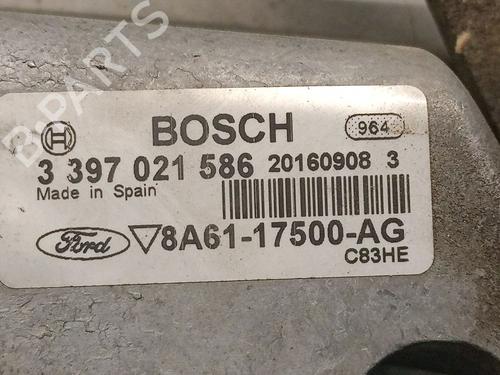 B-PARTS
BOSCH 964
3 397 021 586 20160908 3
Made in Spain
Ford 8A61-17500-AG
C83HE